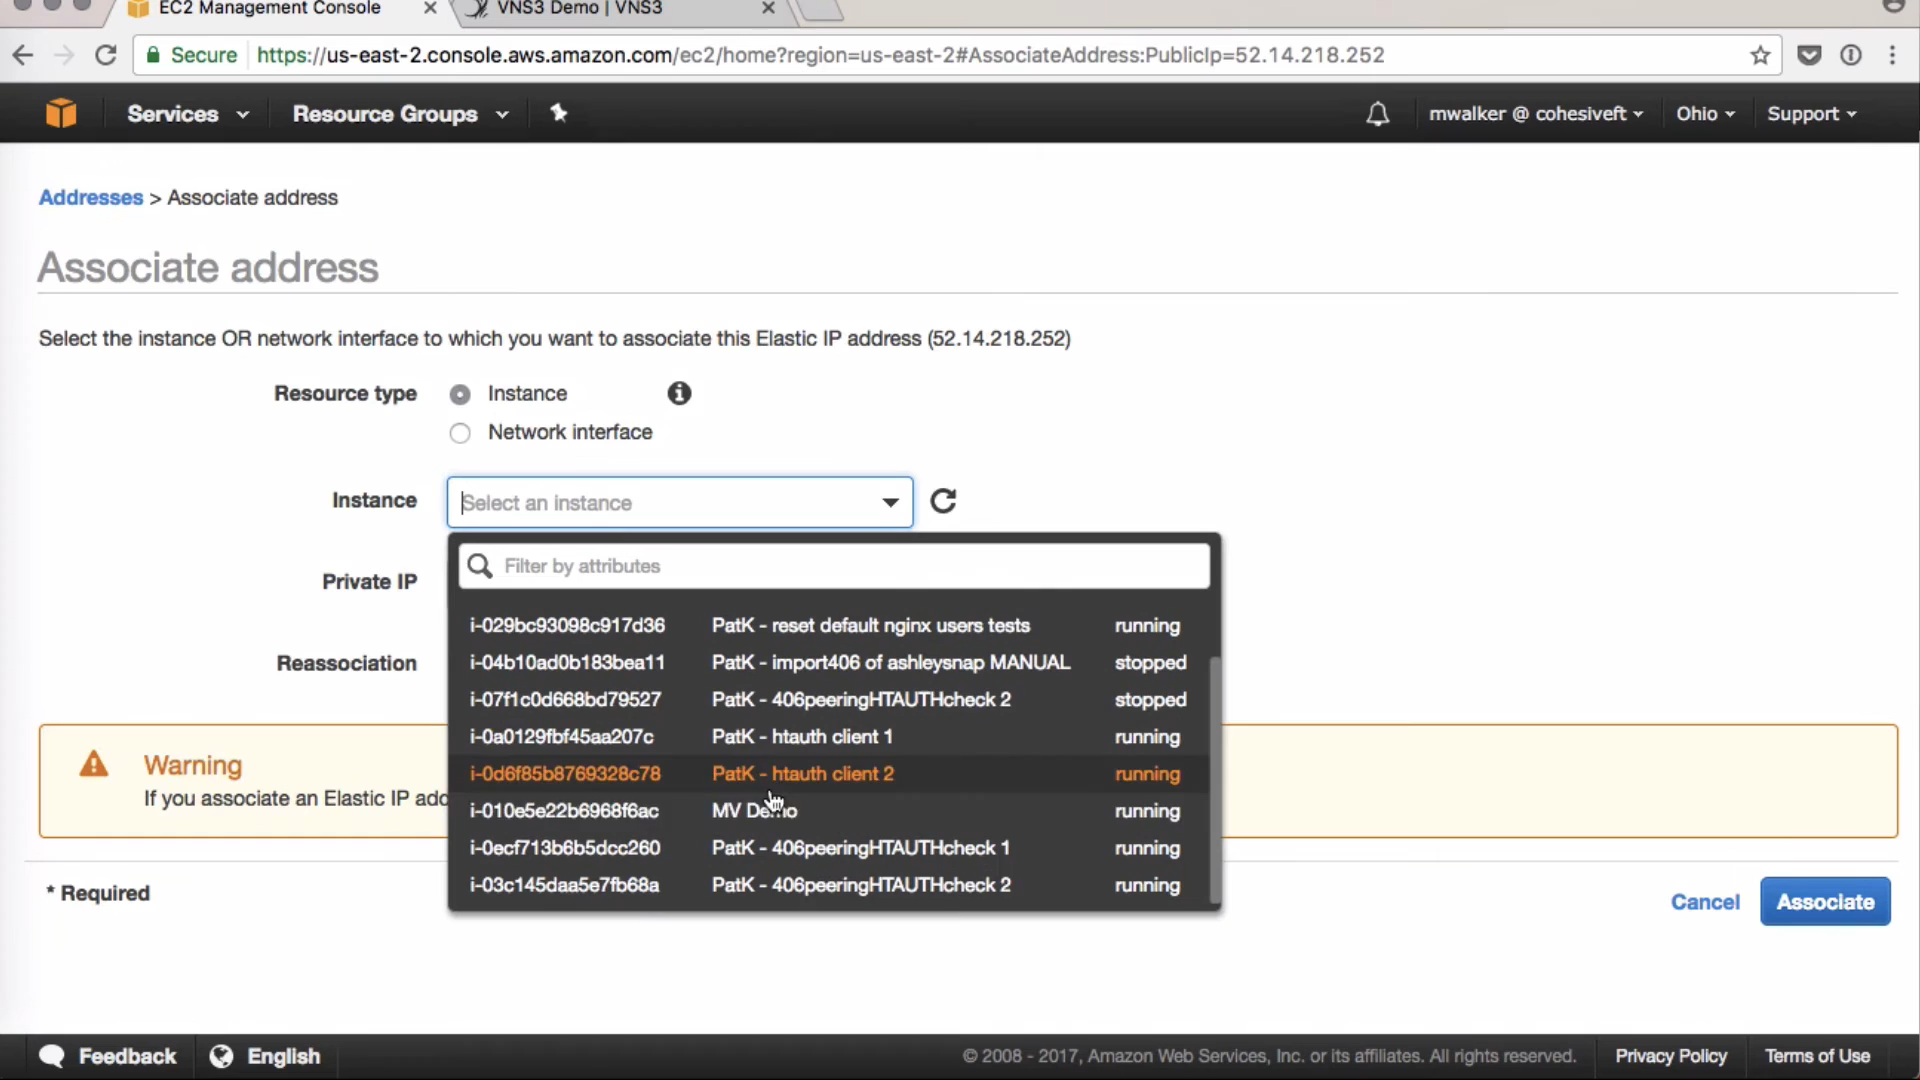 EC2 Management Console
VNS3 Demo | VNS3
Secure https://us-east-2.console.aws.amazon.com/ec2/home?region=us-east-2#AssociateAddress:PublicIp=52.14.218.252
Services Resource Groups mwalker @ cohesiveft Ohio Support
Addresses > Associate address
Associate address
Select the instance OR network interface to which you want to associate this Elastic IP address (52.14.218.252)
Resource type Instance
Network interface
Instance Select an instance
Filter by attributes
Private IP
i-029bc93098c917d36 PatK - reset default nginx users tests running
Reassociation
i-04b10ad0b183bea11 PatK - import406 of ashleysnap MANUAL stopped
i-07f1c0d668bd79527 PatK - 406peeringHTAUTHcheck 2 stopped
i-0a0129fbf45aa207c PatK - htauth client 1 running
i-0d6f85b8769328c78 PatK - htauth client 2 running
i-010e5e22b6968f6ac MV Demo running
i-0ecf713b6b5dcc260 PatK - 406peeringHTAUTHcheck 1 running
i-03c145daa5e7fb68a PatK - 406peeringHTAUTHcheck 2 running
Warning
If you associate an Elastic IP add
* Required
Cancel Associate
Feedback English © 2008 - 2017, Amazon Web Services, Inc. or its affiliates. All rights reserved. Privacy Policy Terms of Use